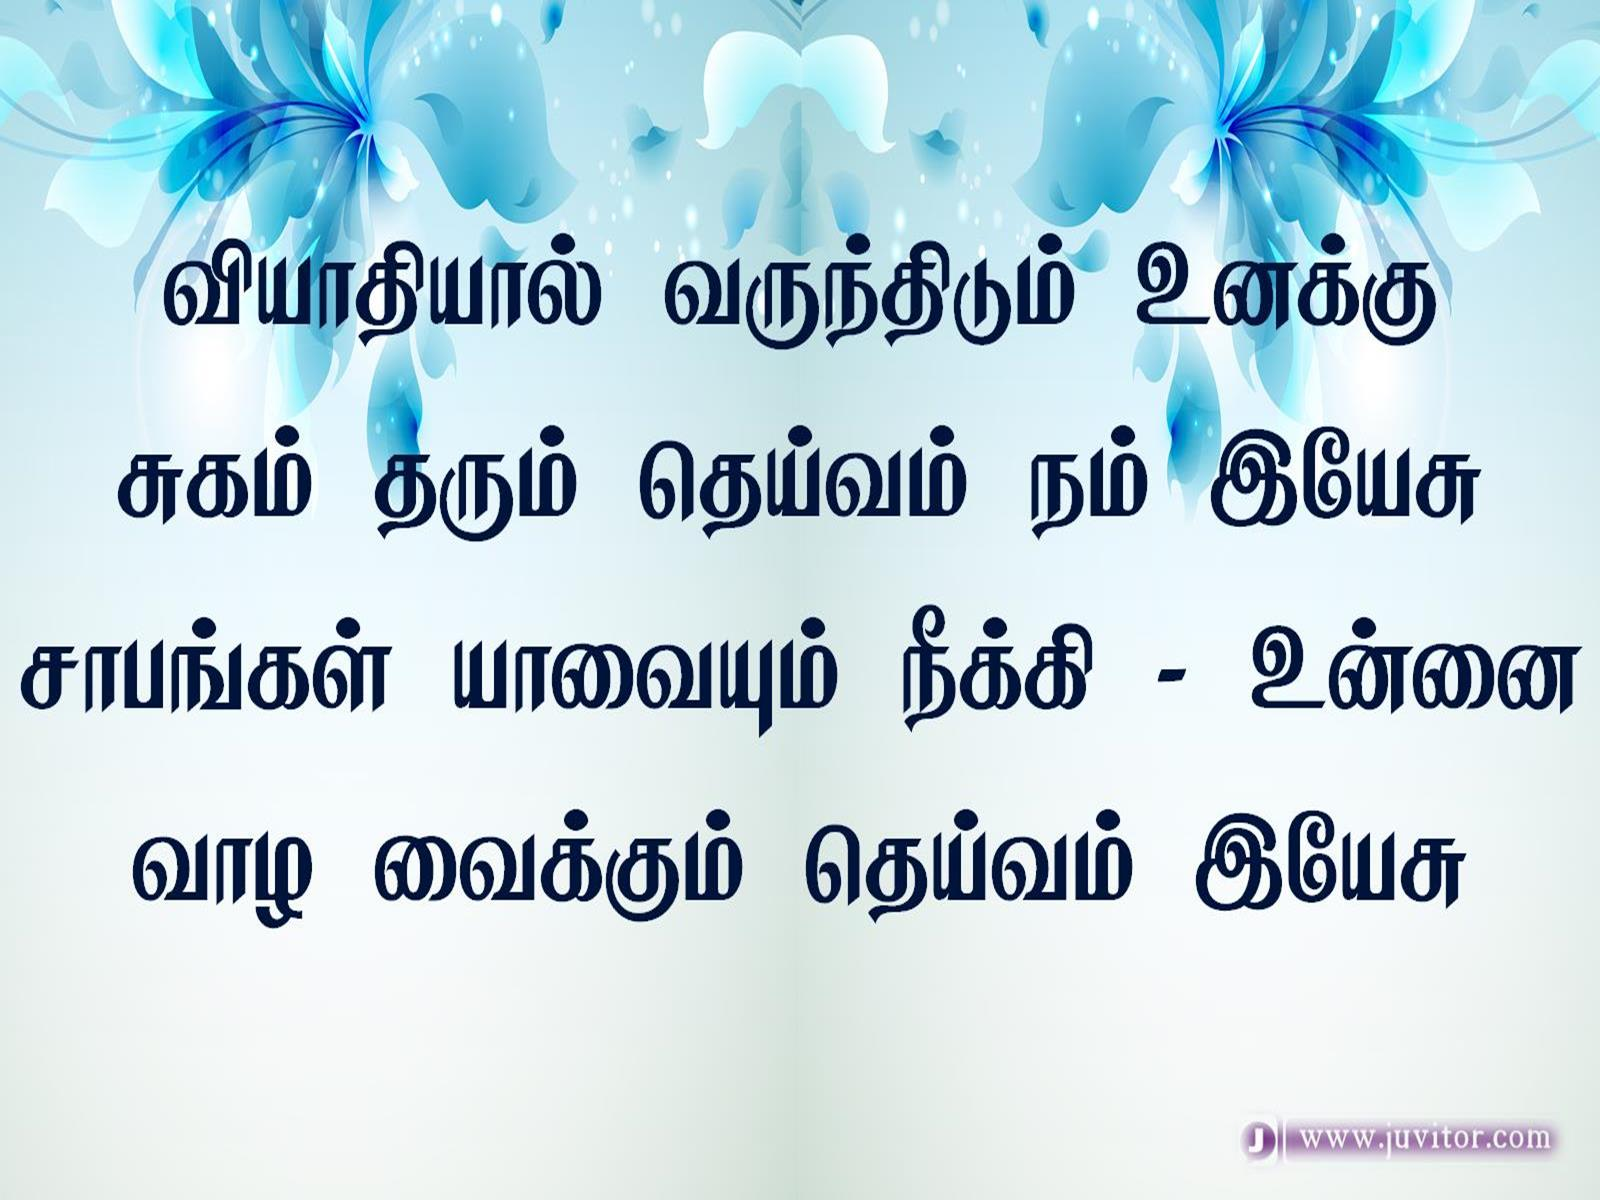 வியாதியால் வருந்திடும் உனக்கு
சுகம் தரும் தெய்வம் நம் இயேசு
சாபங்கள் யாவையும் நீக்கி - உன்னை
வாழ வைக்கும் தெய்வம் இயேசு
J www.juvitor.com